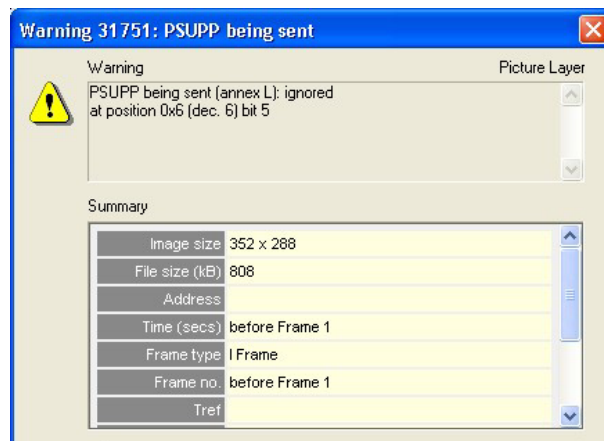 Warning 31751: PSUPP being sent
Warning Picture Layer
PSUPP being sent (annex L): ignored
at position 0x6 (dec. 6) bit 5
Summary
Image size 352 x 288
File size (kB) 808
Address
Time (secs) before Frame 1
Frame type I Frame
Frame no. before Frame 1
Tref